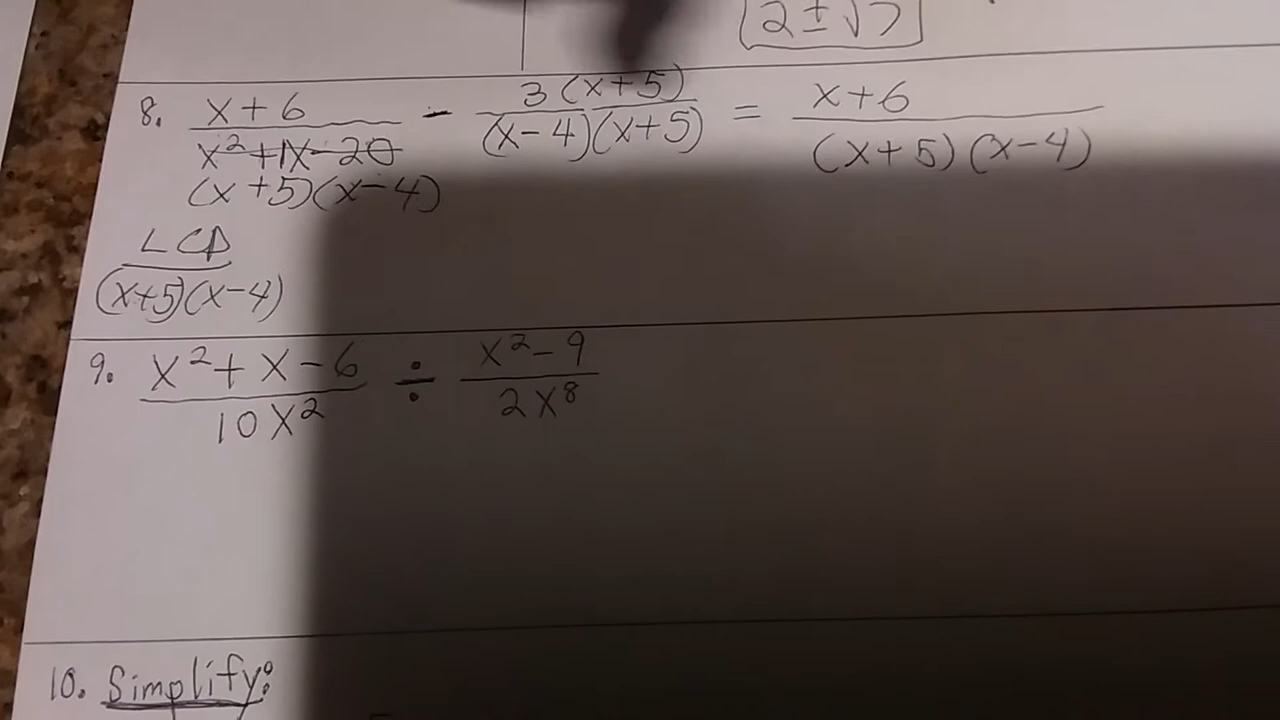 2 ± √7
8. x + 6 / x² + 1x - 20 - 3(x+5) / (x-4)(x+5) = x+6 / (x+5)(x-4)
(x+5)(x-4)
LCD
(x+5)(x-4)
9. x² + x - 6 / 10x² ÷ x² - 9 / 2x⁸
10. Simplify: